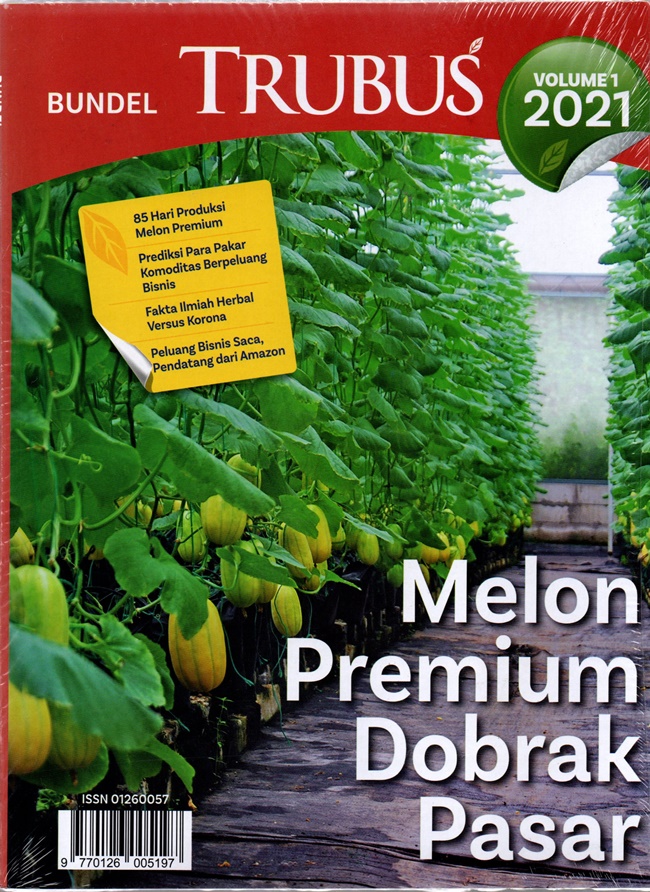 BUNDEL TRUBUS
VOLUME 1
2021
85 Hari Produksi
Melon Premium
Prediksi Para Pakar
Komoditas Berpeluang
Bisnis
Fakta Ilmiah Herbal
Versus Korona
Peluang Bisnis Saca,
Pendatang dari Amazon
Melon
Premium
Dobrak
Pasar
ISSN 01260057
9 770126 005197